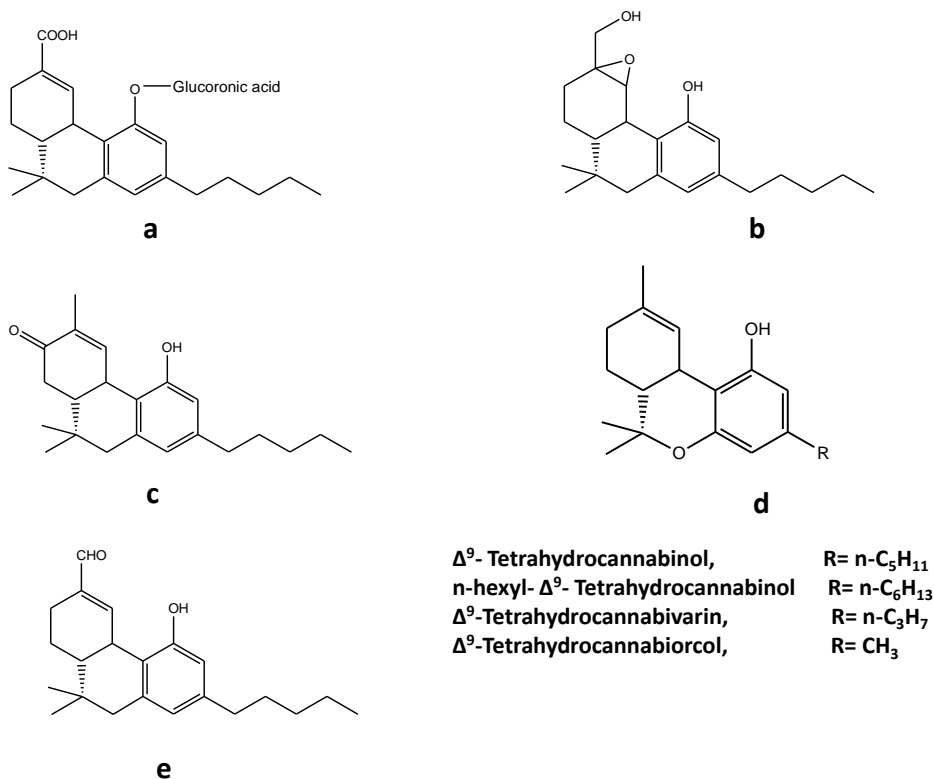 COOH
O
Glucoronic acid
a
OH
O
OH
b
O
OH
c
OH
O
R
d
CHO
OH
e
Δ⁹- Tetrahydrocannabinol, R= n-C₅H₁₁
n-hexyl- Δ⁹- Tetrahydrocannabinol R= n-C₆H₁₃
Δ⁹-Tetrahydrocannabivarin, R= n-C₃H₇
Δ⁹-Tetrahydrocannabiorcol, R= CH₃